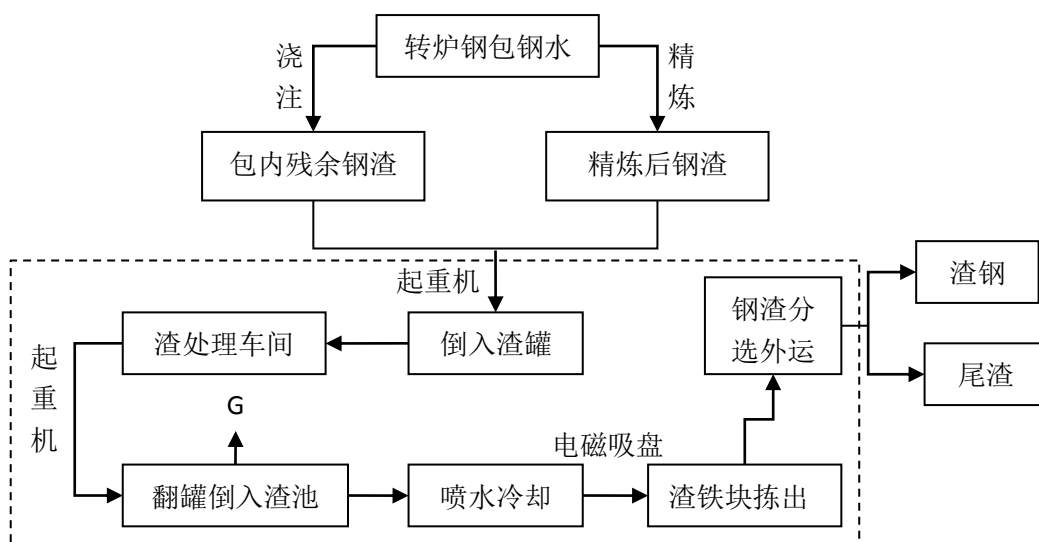 转炉钢包钢水
浇注
精炼
包内残余钢渣
精炼后钢渣
起重机
钢渣分
选外运
渣钢
尾渣
渣处理车间
倒入渣罐
起重机
G
电磁吸盘
翻罐倒入渣池
喷水冷却
渣铁块拣出